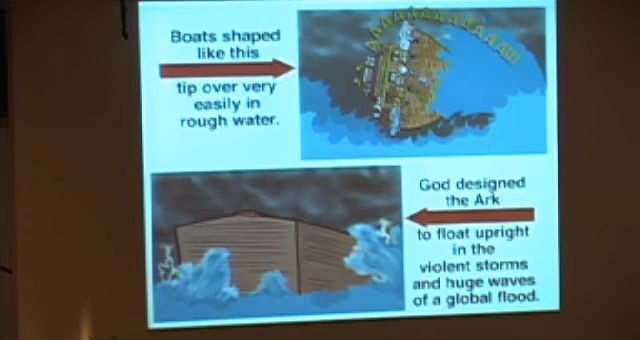 Boats shaped
like this
tip over very
easily in
rough water.
AAAAAAAAAAAAAAH
God designed
the Ark
to float upright
in the
violent storms
and huge waves
of a global flood.